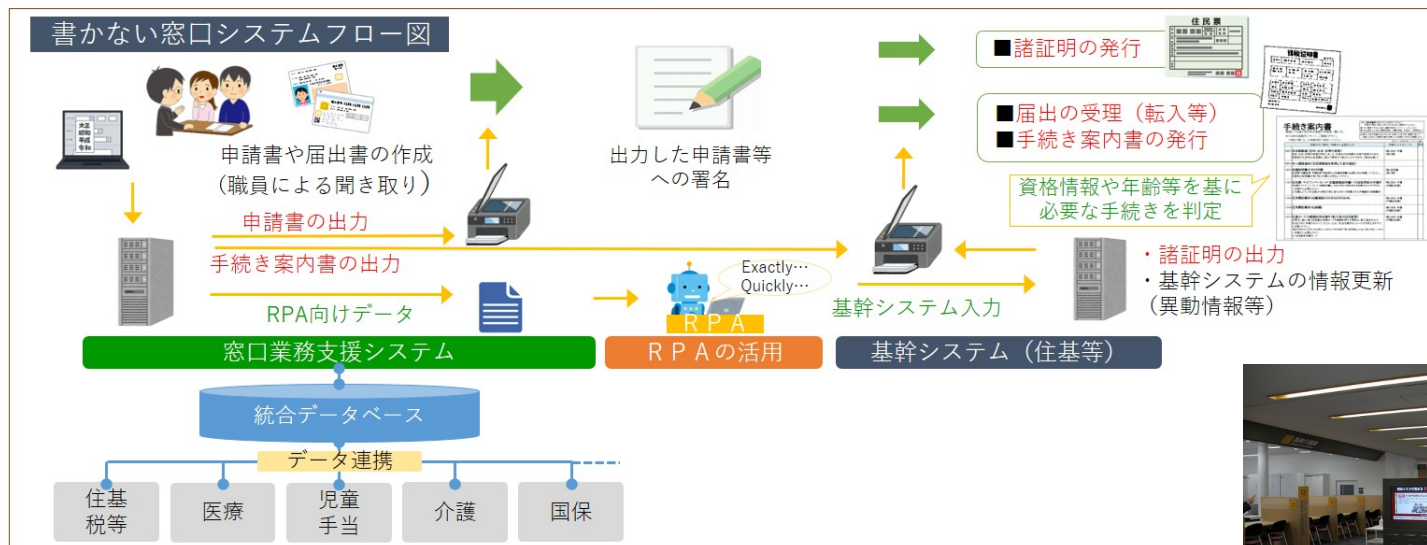 書かない窓口システムフロー図
大正
昭和
平成
令和
申請書や届出書の作成
(職員による聞き取り)
出力した申請書等
への署名
■諸証明の発行
住民票
■届出の受理（転入等）
■手続き案内書の発行
手続き案内書
資格情報や年齢等を基に
必要な手続きを判定
申請書の出力
手続き案内書の出力
RPA向けデータ
Exactly…
Quickly…
RPA
基幹システム入力
・諸証明の出力
・基幹システムの情報更新
(異動情報等)
窓口業務支援システム
ＲＰＡの活用
基幹システム（住基等）
統合データベース
データ連携
住基
税等
医療
児童
手当
介護
国保